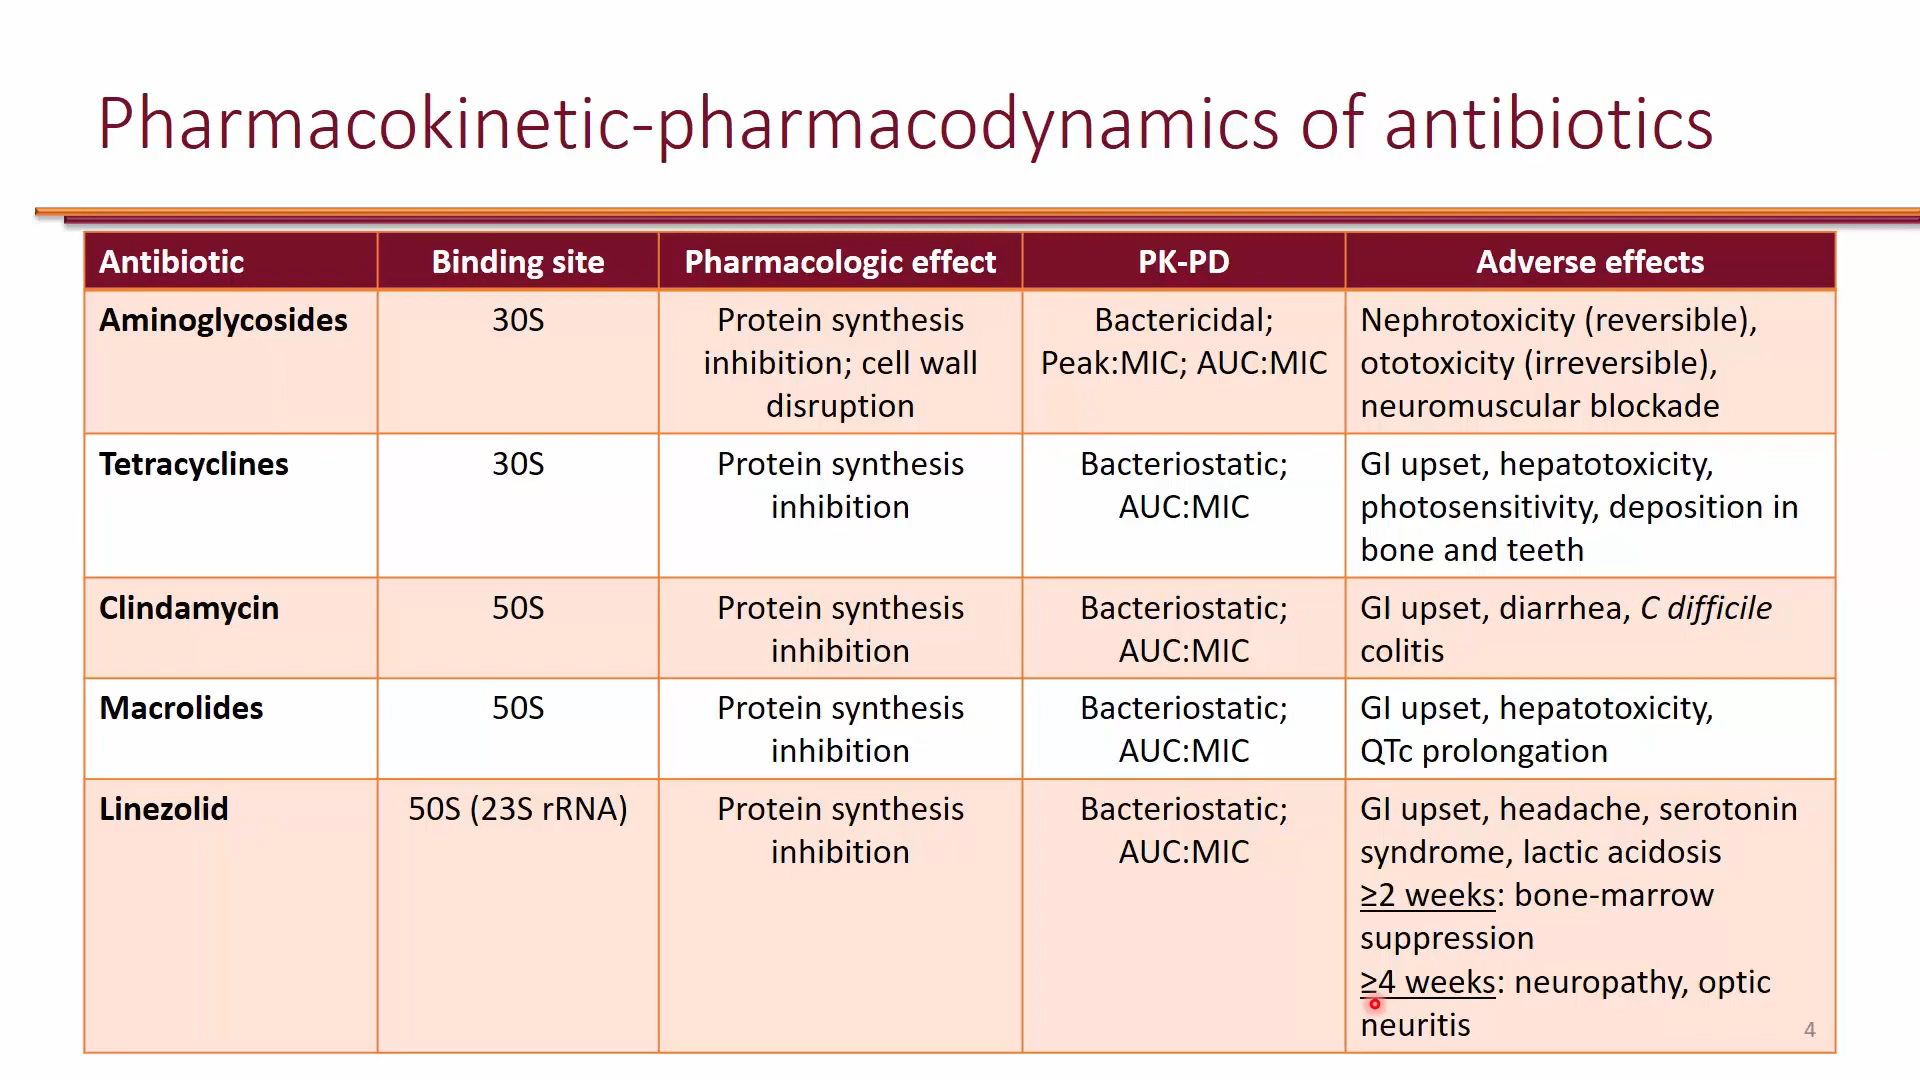 Pharmacokinetic-pharmacodynamics of antibiotics
Antibiotic
Binding site
Pharmacologic effect
PK-PD
Adverse effects
Aminoglycosides
30S
Protein synthesis
inhibition; cell wall
disruption
Bactericidal;
Peak:MIC; AUC:MIC
Nephrotoxicity (reversible),
ototoxicity (irreversible),
neuromuscular blockade
Tetracyclines
30S
Protein synthesis
inhibition
Bacteriostatic;
AUC:MIC
GI upset, hepatotoxicity,
photosensitivity, deposition in
bone and teeth
Clindamycin
50S
Protein synthesis
inhibition
Bacteriostatic;
AUC:MIC
GI upset, diarrhea, C difficile
colitis
Macrolides
50S
Protein synthesis
inhibition
Bacteriostatic;
AUC:MIC
GI upset, hepatotoxicity,
QTc prolongation
Linezolid
50S (23S rRNA)
Protein synthesis
inhibition
Bacteriostatic;
AUC:MIC
GI upset, headache, serotonin
syndrome, lactic acidosis
≥2 weeks: bone-marrow
suppression
≥4 weeks: neuropathy, optic
neuritis
4